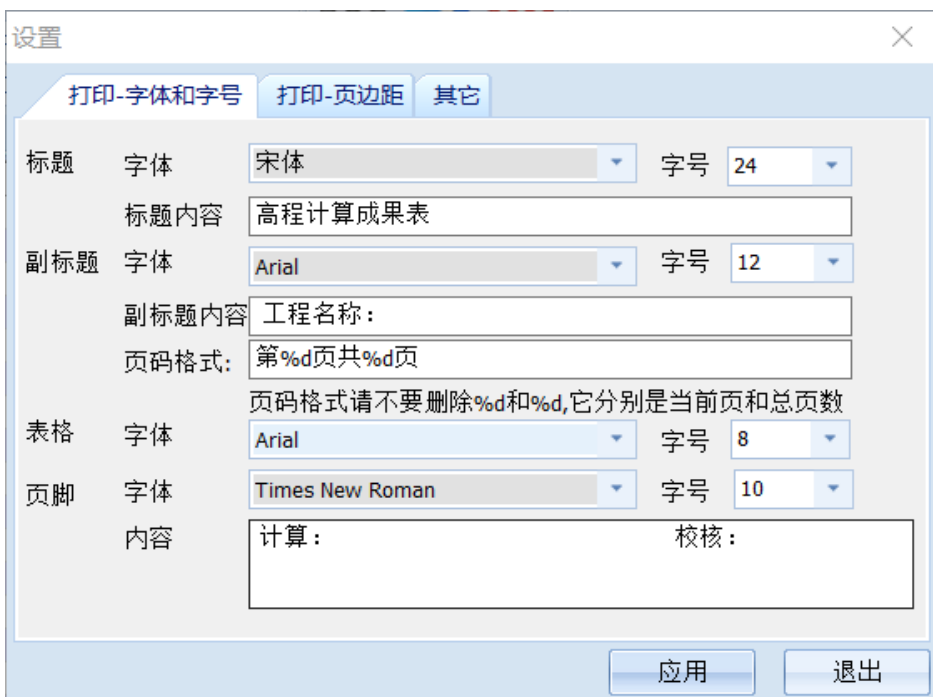 设置
打印-字体和字号 打印-页边距 其它
标题 字体 宋体 字号 24
标题内容 高程计算成果表
副标题 字体 Arial 字号 12
副标题内容 工程名称：
页码格式: 第%d页共%d页
页码格式请不要删除%d和%d,它分别是当前页和总页数
表格 字体 Arial 字号 8
页脚 字体 Times New Roman 字号 10
内容 计算： 校核：
应用 退出